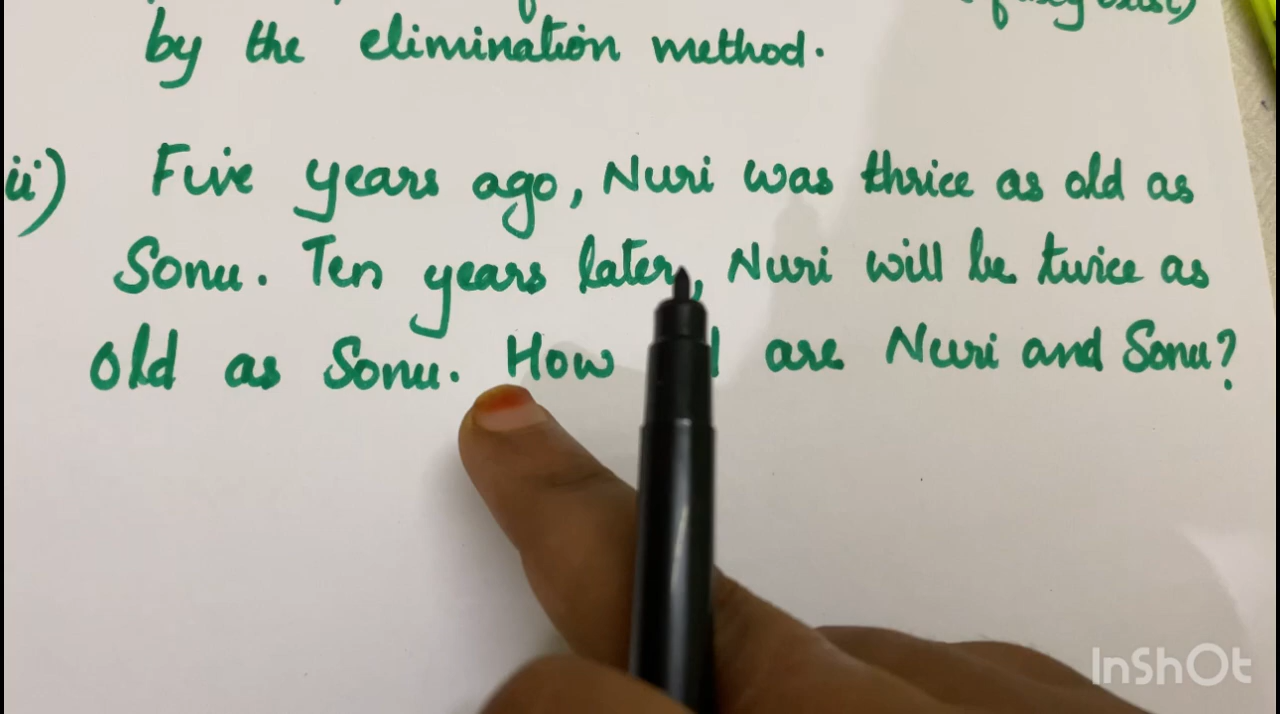 by the elimination method.
ii) Five years ago, Nuri was thrice as old as
Sonu. Ten years later, Nuri will be twice as
old as Sonu. How are Nuri and Sonu?
InShOt